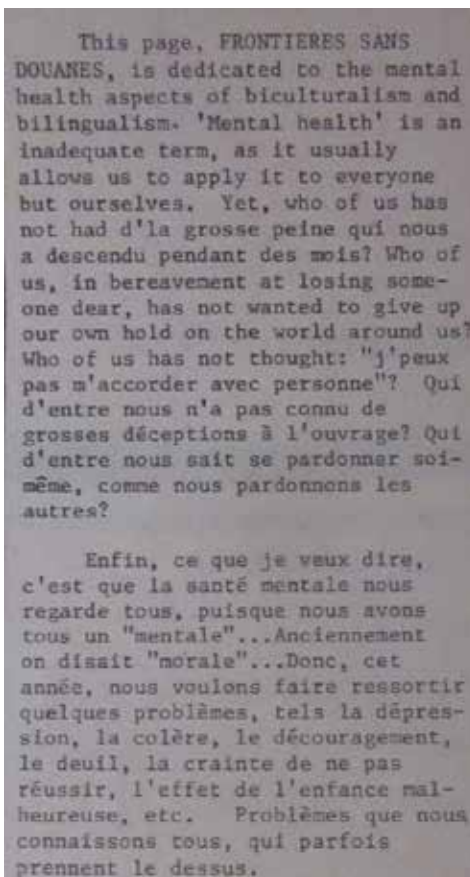 This page, FRONTIERES SANS
DOUANES, is dedicated to the mental
health aspects of biculturalism and
bilingualism. 'Mental health' is an
inadequate term, as it usually
allows us to apply it to everyone
but ourselves. Yet, who of us has
not had d'la grosse peine qui nous
a descendu pendant des mois? Who of
us, in bereavement at losing some-
one dear, has not wanted to give up
our own hold on the world around us?
Who of us has not thought: "j'peux
pas m'accorder avec personne"? Qui
d'entre nous n'a pas connu de
grosses déceptions à l'ouvrage? Qui
d'entre nous sait se pardonner soi-
même, comme nous pardonnons les
autres?
Enfin, ce que je veux dire,
c'est que la santé mentale nous
regarde tous, puisque nous avons
tous un "mentale"...Anciennement
on disait "morale"...Donc, cet
année, nous voulons faire ressortir
quelques problèmes, tels la dépres-
sion, la colère, le découragement,
le deuil, la crainte de ne pas
réussir, l'effet de l'enfance mal-
heureuse, etc. Problèmes que nous
connaissons tous, qui parfois
prennent le dessus.